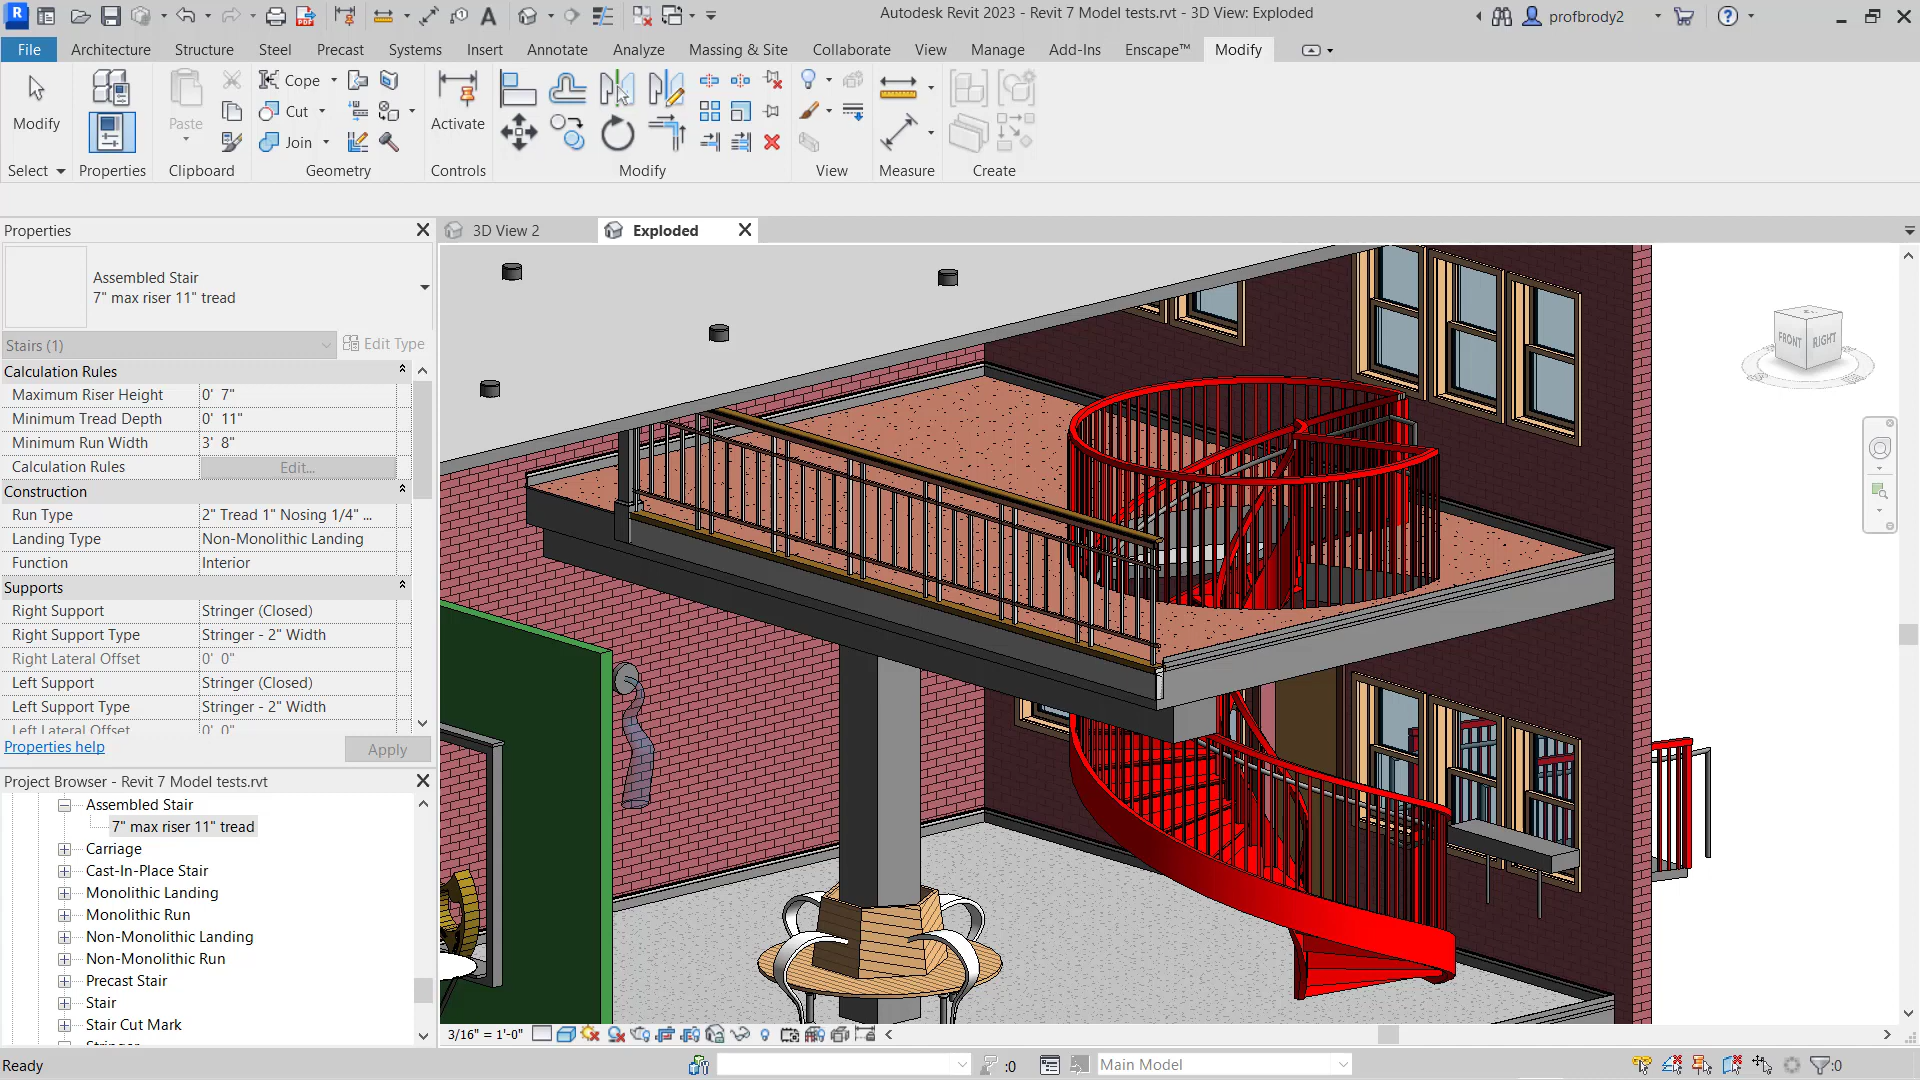 Autodesk Revit 2023 - Revit 7 Model tests.rvt - 3D View: Exploded
profbrody2
File Architecture Structure Steel Precast Systems Insert Annotate Analyze Massing & Site Collaborate View Manage Add-Ins Enscape™ Modify
Modify
Paste
Cope
Cut
Join
Activate
Select Properties Clipboard Geometry Controls Modify View Measure Create
Properties
3D View 2
Exploded
Assembled Stair
7" max riser 11" tread
Stairs (1)
Edit Type
Calculation Rules
Maximum Riser Height 0' 7"
Minimum Tread Depth 0' 11"
Minimum Run Width 3' 8"
Calculation Rules Edit...
Construction
Run Type 2" Tread 1" Nosing 1/4" ...
Landing Type Non-Monolithic Landing
Function Interior
Supports
Right Support Stringer (Closed)
Right Support Type Stringer - 2" Width
Right Lateral Offset 0' 0"
Left Support Stringer (Closed)
Left Support Type Stringer - 2" Width
Left Lateral Offset 0' 0"
Properties help
Apply
Project Browser - Revit 7 Model tests.rvt
Assembled Stair
7" max riser 11" tread
Carriage
Cast-In-Place Stair
Monolithic Landing
Monolithic Run
Non-Monolithic Landing
Non-Monolithic Run
Precast Stair
Stair
Stair Cut Mark
FRONT RIGHT
3/16" = 1'-0"
Ready
:0
Main Model
:0